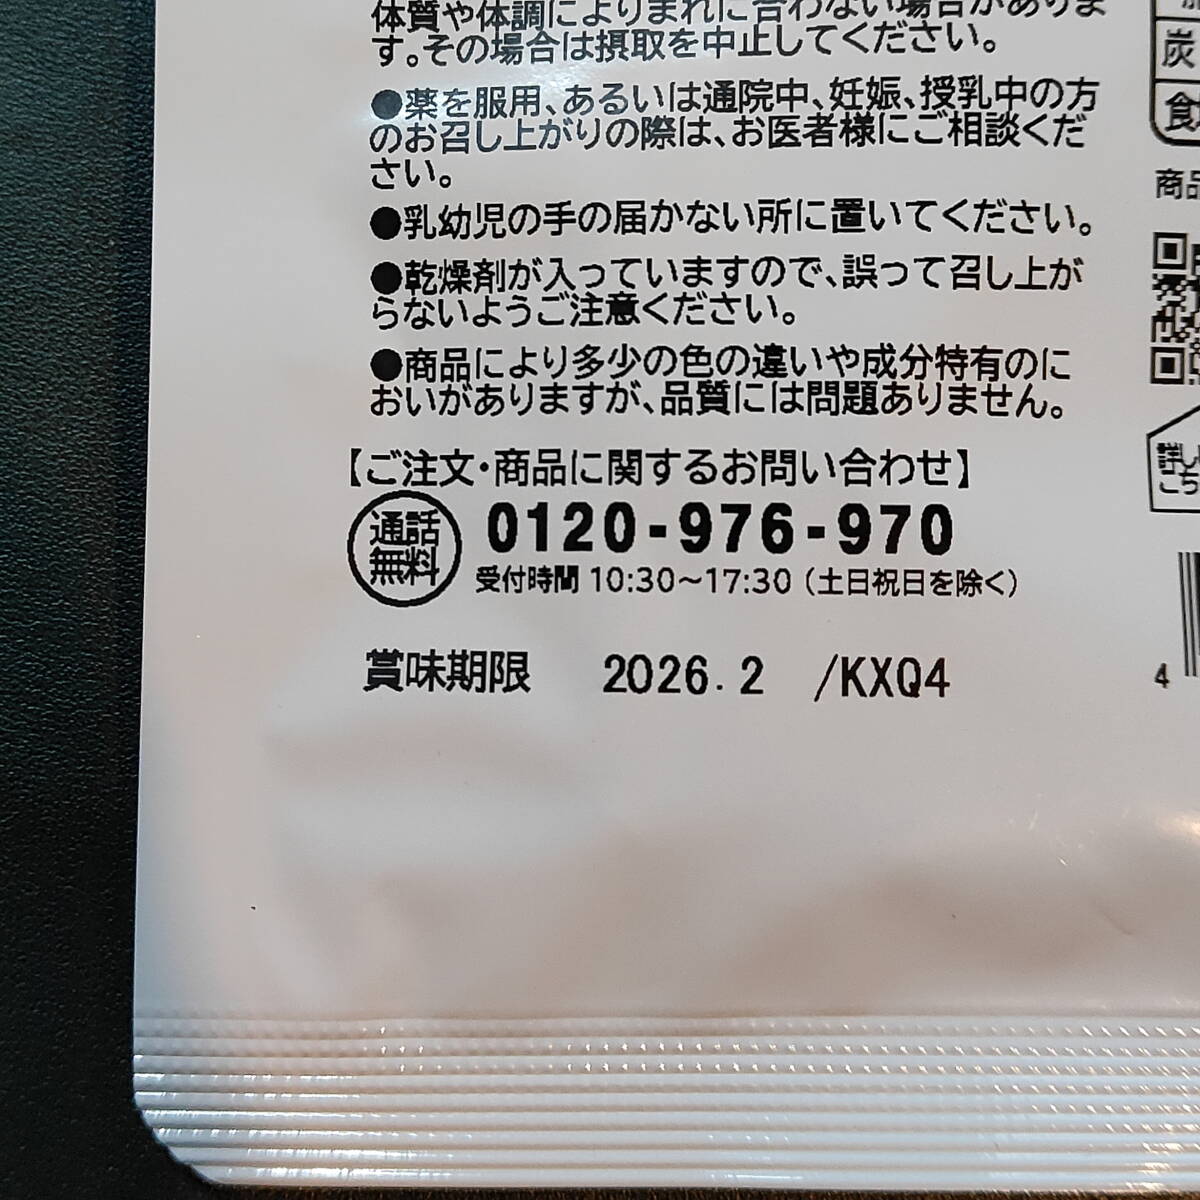 体質や体調によりまれに合わない場合がありま
す。その場合は摂取を中止してください。
●薬を服用、あるいは通院中、妊娠、授乳中の方
のお召し上がりの際は、お医者様にご相談くだ
さい。
●乳幼児の手の届かない所に置いてください。
●乾燥剤が入っていますので、誤って召し上が
らないようご注意ください。
●商品により多少の色の違いや成分特有のに
おいがありますが、品質には問題ありません。
【ご注文・商品に関するお問い合わせ】
通話
無料
0120-976-970
受付時間 10:30～17:30（土日祝日を除く）
賞味期限 2026.2 /KXQ4
炭
食
商品
詳し
こち
4